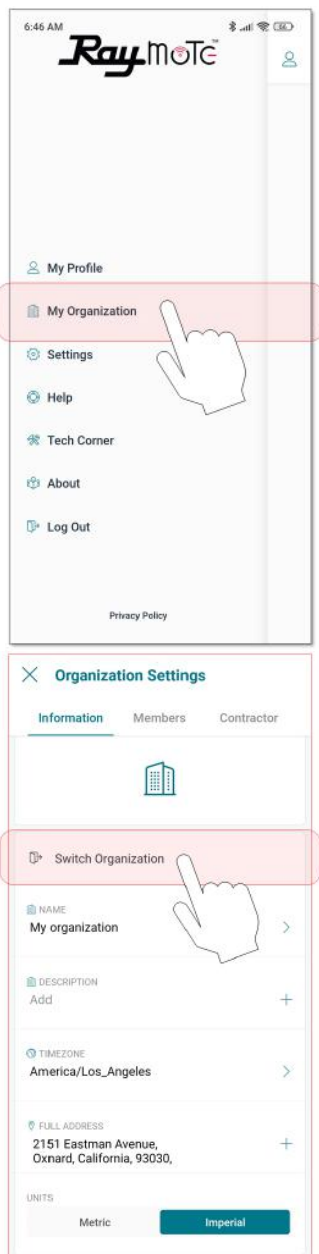 6:46 AM
66
Raymote™
My Profile
My Organization
Settings
Help
Tech Corner
About
Log Out
Privacy Policy
Organization Settings
Information Members Contractor
Switch Organization
NAME
My organization
DESCRIPTION
Add
TIMEZONE
America/Los_Angeles
FULL ADDRESS
2151 Eastman Avenue,
Oxnard, California, 93030,
UNITS
Metric Imperial